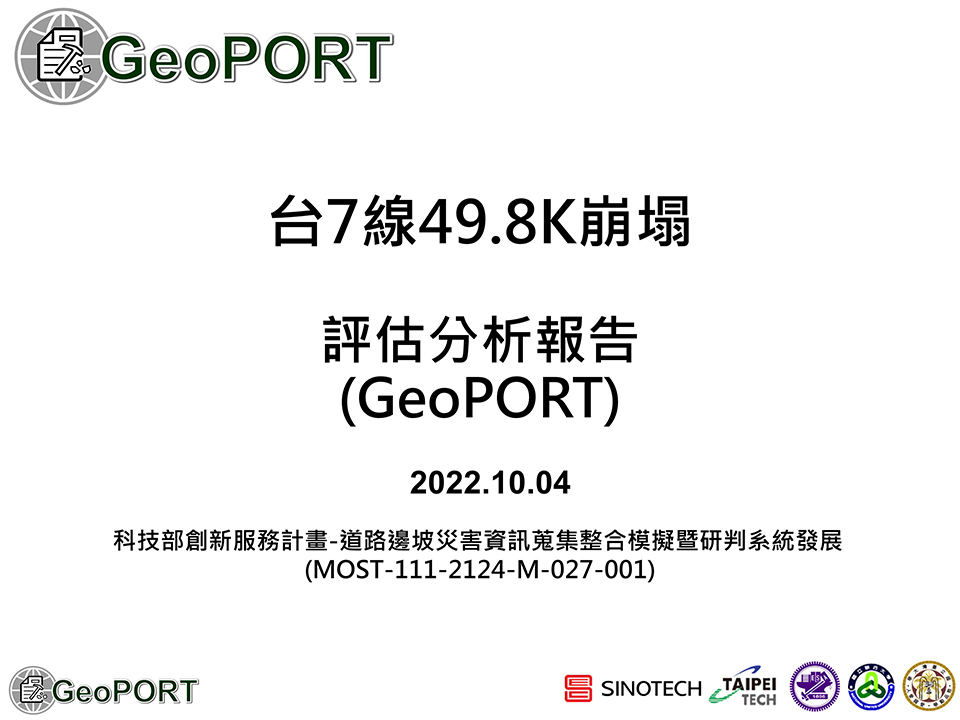 GeoPORT
台7線49.8K崩塌
評估分析報告
(GeoPORT)
2022.10.04
科技部創新服務計畫-道路邊坡災害資訊蒐集整合模擬暨研判系統發展
(MOST-111-2124-M-027-001)
GeoPORT
SINOTECH
TAIPEI
TECH